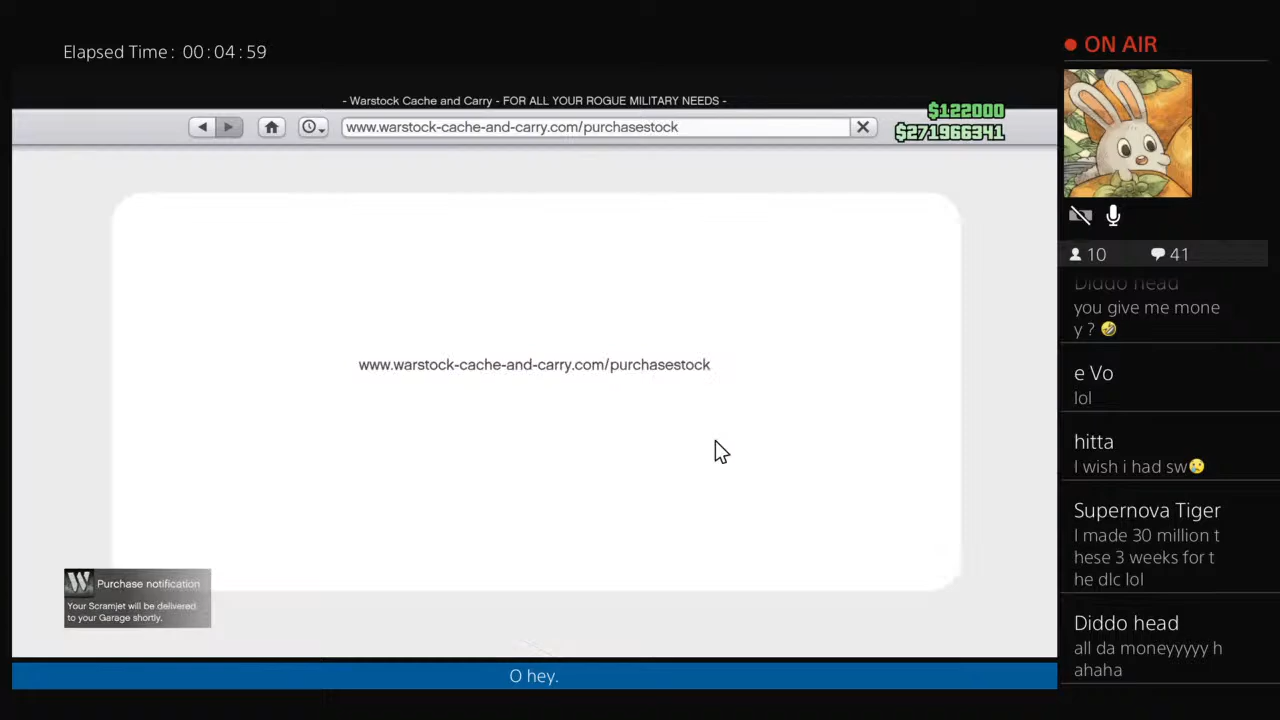 Elapsed Time: 00:04:59
ON AIR
- Warstock Cache and Carry - FOR ALL YOUR ROGUE MILITARY NEEDS -
www.warstock-cache-and-carry.com/purchasestock
$122000
$271966341
www.warstock-cache-and-carry.com/purchasestock
W Purchase notification
Your Scramjet will be delivered
to your Garage shortly.
O hey.
10 41
Diddo head
you give me mone
y ? 🤣
e Vo
lol
hitta
I wish i had sw😢
Supernova Tiger
I made 30 million t
hese 3 weeks for t
he dlc lol
Diddo head
all da moneyyyyy h
ahaha